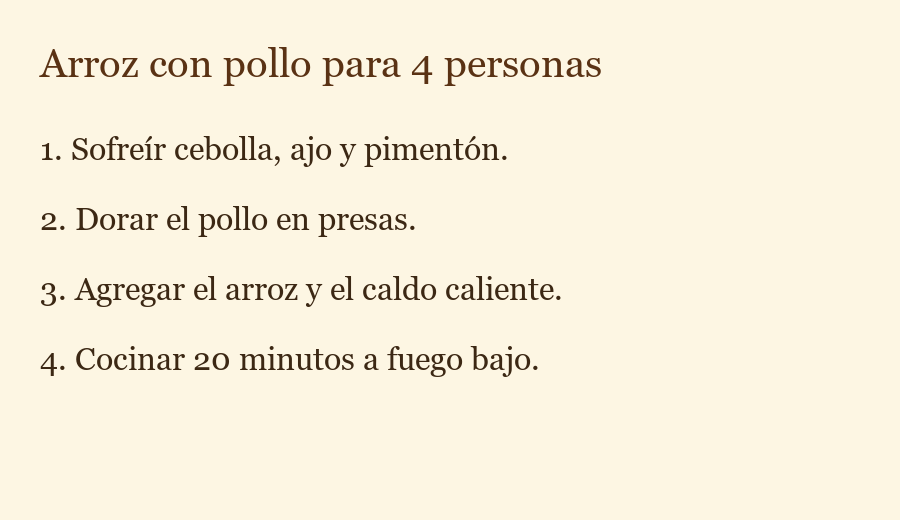 Arroz con pollo para 4 personas
1. Sofreír cebolla, ajo y pimentón.
2. Dorar el pollo en presas.
3. Agregar el arroz y el caldo caliente.
4. Cocinar 20 minutos a fuego bajo.